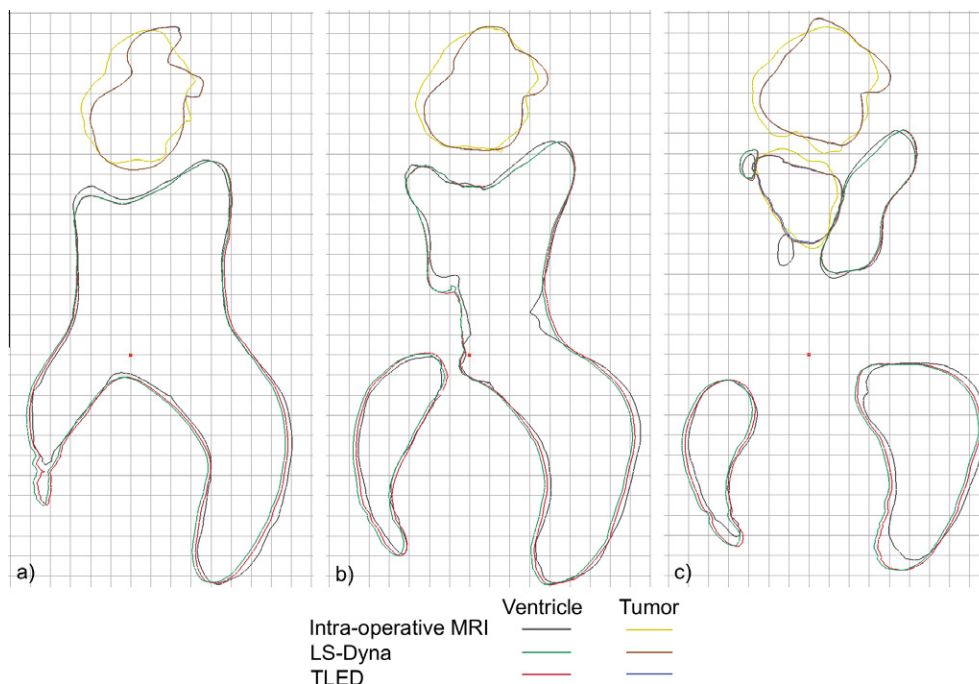 a)
b)
c)
Ventricle Tumor
Intra-operative MRI
LS-Dyna
TLED